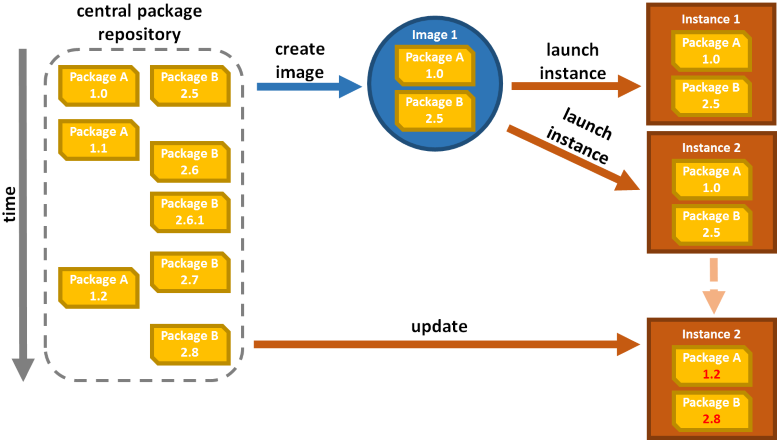 central package
repository
time
Package A
1.0
Package B
2.5
Package A
1.1
Package B
2.6
Package B
2.6.1
Package B
2.7
Package A
1.2
Package B
2.8
create
image
Image 1
Package A
1.0
Package B
2.5
launch
instance
launch
instance
Instance 1
Package A
1.0
Package B
2.5
Instance 2
Package A
1.0
Package B
2.5
update
Instance 2
Package A
1.2
Package B
2.8